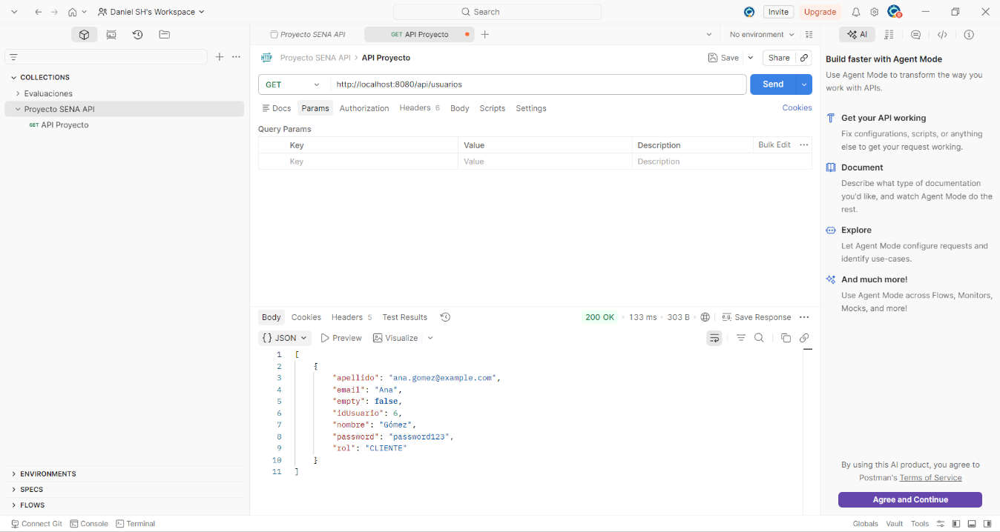 Daniel SH's Workspace
Search
Invite
Upgrade
Proyecto SENA API
GET API Proyecto
No environment
AI
COLLECTIONS
Evaluaciones
Proyecto SENA API
GET API Proyecto
ENVIRONMENTS
SPECS
FLOWS
HTTP Proyecto SENA API > API Proyecto
Save
Share
GET
http://localhost:8080/api/usuarios
Send
Docs Params Authorization Headers 6 Body Scripts Settings
Cookies
Query Params
Key Value Description Bulk Edit
Key Value Description
Body Cookies Headers 5 Test Results
200 OK • 133 ms • 303 B • e.g. Save Response
{} JSON Preview Visualize
1 [
2 {
3 "apellido": "ana.gomez@example.com",
4 "email": "Ana",
5 "empty": false,
6 "idUsuario": 6,
7 "nombre": "Gómez",
8 "password": "password123",
9 "rol": "CLIENTE"
10 }
11 ]
Build faster with Agent Mode
Use Agent Mode to transform the way you
work with APIs.
Get your API working
Fix configurations, scripts, or anything
else to get your request working.
Document
Describe what type of documentation
you'd like, and watch Agent Mode do the
rest.
Explore
Let Agent Mode configure requests and
identify use-cases.
And much more!
Use Agent Mode across Flows, Monitors,
Mocks, and more!
By using this AI product, you agree to
Postman's Terms of Service
Agree and Continue
Connect Git Console Terminal
Globals Vault Tools